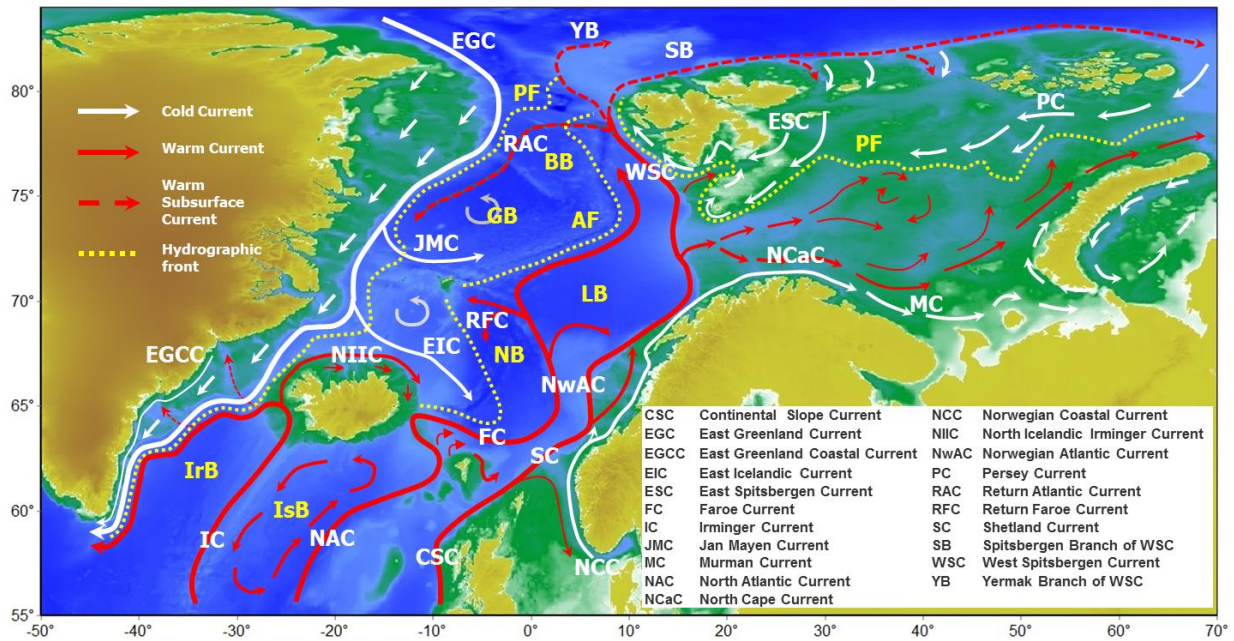 EGC
YB
SB
80°
75°
70°
65°
60°
55°
Cold Current
Warm Current
Warm
Subsurface
Current
Hydrographic
front
PF
RAC
BB
WSC
ESC
PC
PF
GB
AF
JMC
NCaC
MC
LB
RFC
EIC
NB
EGCC
NIIC
NwAC
FC
SC
IrB
IsB
IC
NAC
CSC
NCC
CSC Continental Slope Current
EGC East Greenland Current
EGCC East Greenland Coastal Current
EIC East Icelandic Current
ESC East Spitsbergen Current
FC Faroe Current
IC Irminger Current
JMC Jan Mayen Current
MC Murman Current
NAC North Atlantic Current
NCaC North Cape Current
NCC Norwegian Coastal Current
NIIC North Icelandic Irminger Current
NwAC Norwegian Atlantic Current
PC Persey Current
RAC Return Atlantic Current
RFC Return Faroe Current
SC Shetland Current
SB Spitsbergen Branch of WSC
WSC West Spitsbergen Current
YB Yermak Branch of WSC
-50 -40 -30 -20 -10 0° 10 20° 30° 40° 50° 60° 70°